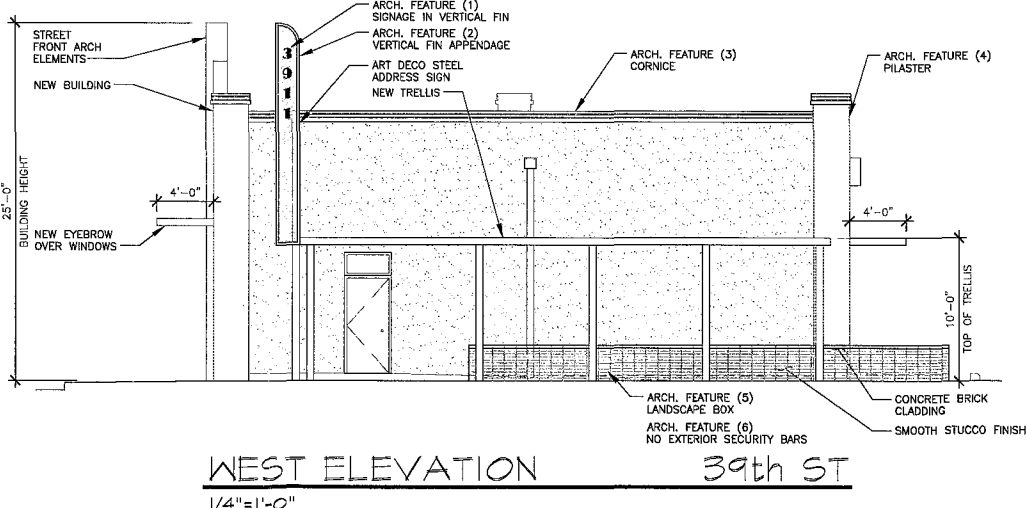 ARCH. FEATURE (1)
SIGNAGE IN VERTICAL FIN
ARCH. FEATURE (2)
VERTICAL FIN APPENDAGE
ART DECO STEEL
ADDRESS SIGN
NEW TRELLIS
ARCH. FEATURE (3)
CORNICE
ARCH. FEATURE (4)
PILASTER
STREET
FRONT ARCH
ELEMENTS
NEW BUILDING
3
9
1
1
25'-0"
BUILDING HEIGHT
4'-0"
NEW EYEBROW
OVER WINDOWS
4'-0"
10'-0"
TOP OF TRELLIS
ARCH. FEATURE (5)
LANDSCAPE BOX
ARCH. FEATURE (6)
NO EXTERIOR SECURITY BARS
CONCRETE BRICK
CLADDING
SMOOTH STUCCO FINISH
WEST ELEVATION 39th ST
1/4"=1'-0"